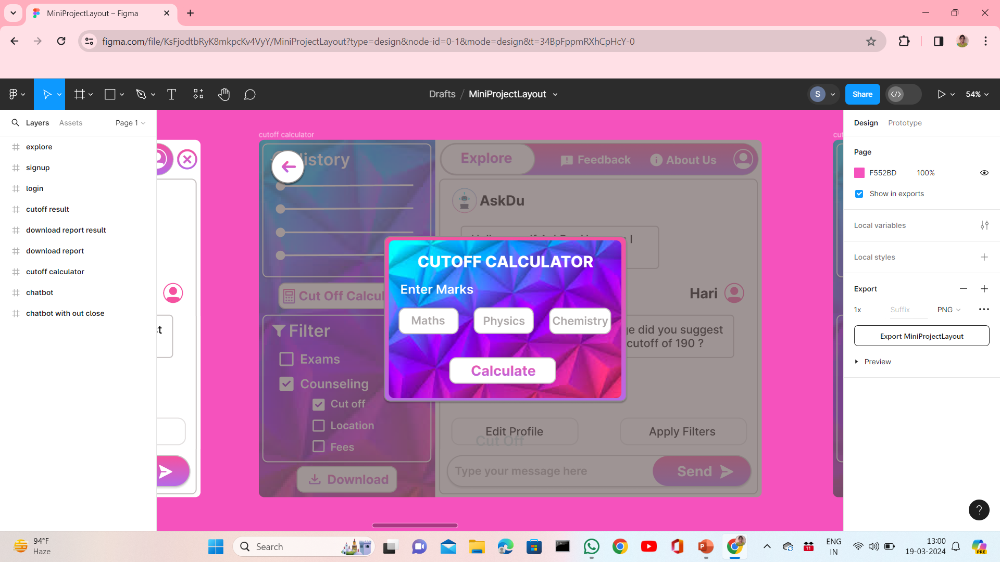 MiniProjectLayout – Figma
figma.com/file/KsFjodtbRyK8mkpcKv4VyY/MiniProjectLayout?type=design&node-id=0-1&mode=design&t=34BpFppmRXhCpHcY-0
Drafts / MiniProjectLayout
S
Share
54%
Layers
Assets
Page 1
explore
signup
login
cutoff result
download report result
download report
cutoff calculator
chatbot
chatbot with out close
cutoff calculator
History
Explore
Feedback
About Us
AskDu
Hari
did you suggest
cutoff of 190 ?
CUTOFF CALCULATOR
Enter Marks
Maths
Physics
Chemistry
Calculate
Cut Off
Filter
Exams
Counseling
Cut off
Location
Fees
Download
Edit Profile
Apply Filters
Cut Off
Type your message here
Send
Design
Prototype
Page
F552BD
100%
Show in exports
Local variables
Local styles
Export
1x
Suffix
PNG
Export MiniProjectLayout
Preview
?
94°F
Haze
Search
11
ENG
IN
13:00
19-03-2024
PRE